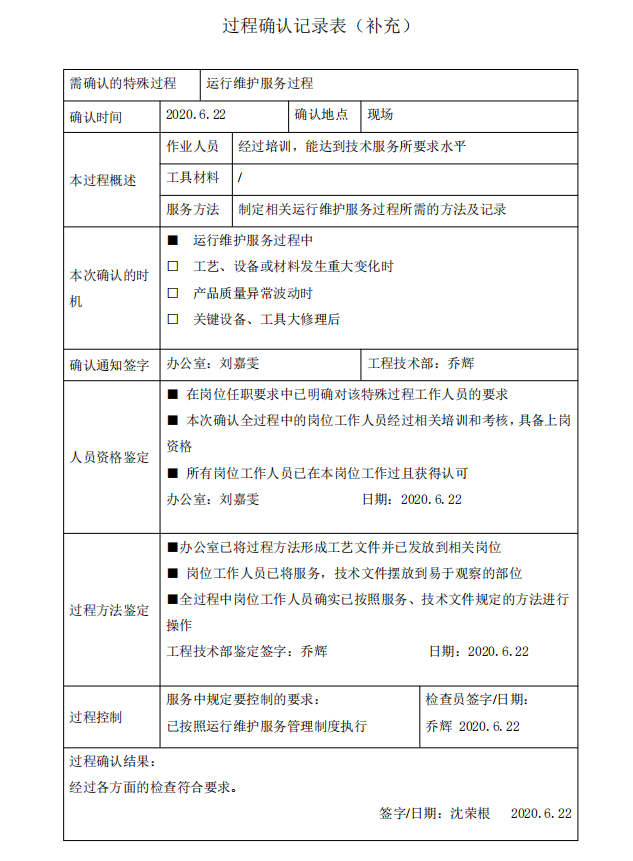 过程确认记录表（补充）
需确认的特殊过程 运行维护服务过程
确认时间 2020.6.22 确认地点 现场
本过程概述
作业人员 经过培训，能达到技术服务所要求水平
工具材料 /
服务方法 制定相关运行维护服务过程所需的方法及记录
本次确认的时
机
■ 运行维护服务过程中
□ 工艺、设备或材料发生重大变化时
□ 产品质量异常波动时
□ 关键设备、工具大修理后
确认通知签字 办公室：刘嘉雯 工程技术部：乔辉
人员资格鉴定
■ 在岗位任职要求中已明确对该特殊过程工作人员的要求
■ 本次确认全过程中的岗位工作人员经过相关培训和考核，具备上岗
资格
■ 所有岗位工作人员已在本岗位工作过且获得认可
办公室：刘嘉雯 日期：2020.6.22
过程方法鉴定
■办公室已将过程方法形成工艺文件并已发放到相关岗位
■ 岗位工作人员已将服务，技术文件摆放到易于观察的部位
■全过程中岗位工作人员确实已按照服务、技术文件规定的方法进行
操作
工程技术部鉴定签字：乔辉 日期：2020.6.22
过程控制
服务中规定要控制的要求：
已按照运行维护服务管理制度执行
检查员签字/日期：
乔辉 2020.6.22
过程确认结果：
经过各方面的检查符合要求。
签字/日期：沈荣根 2020.6.22